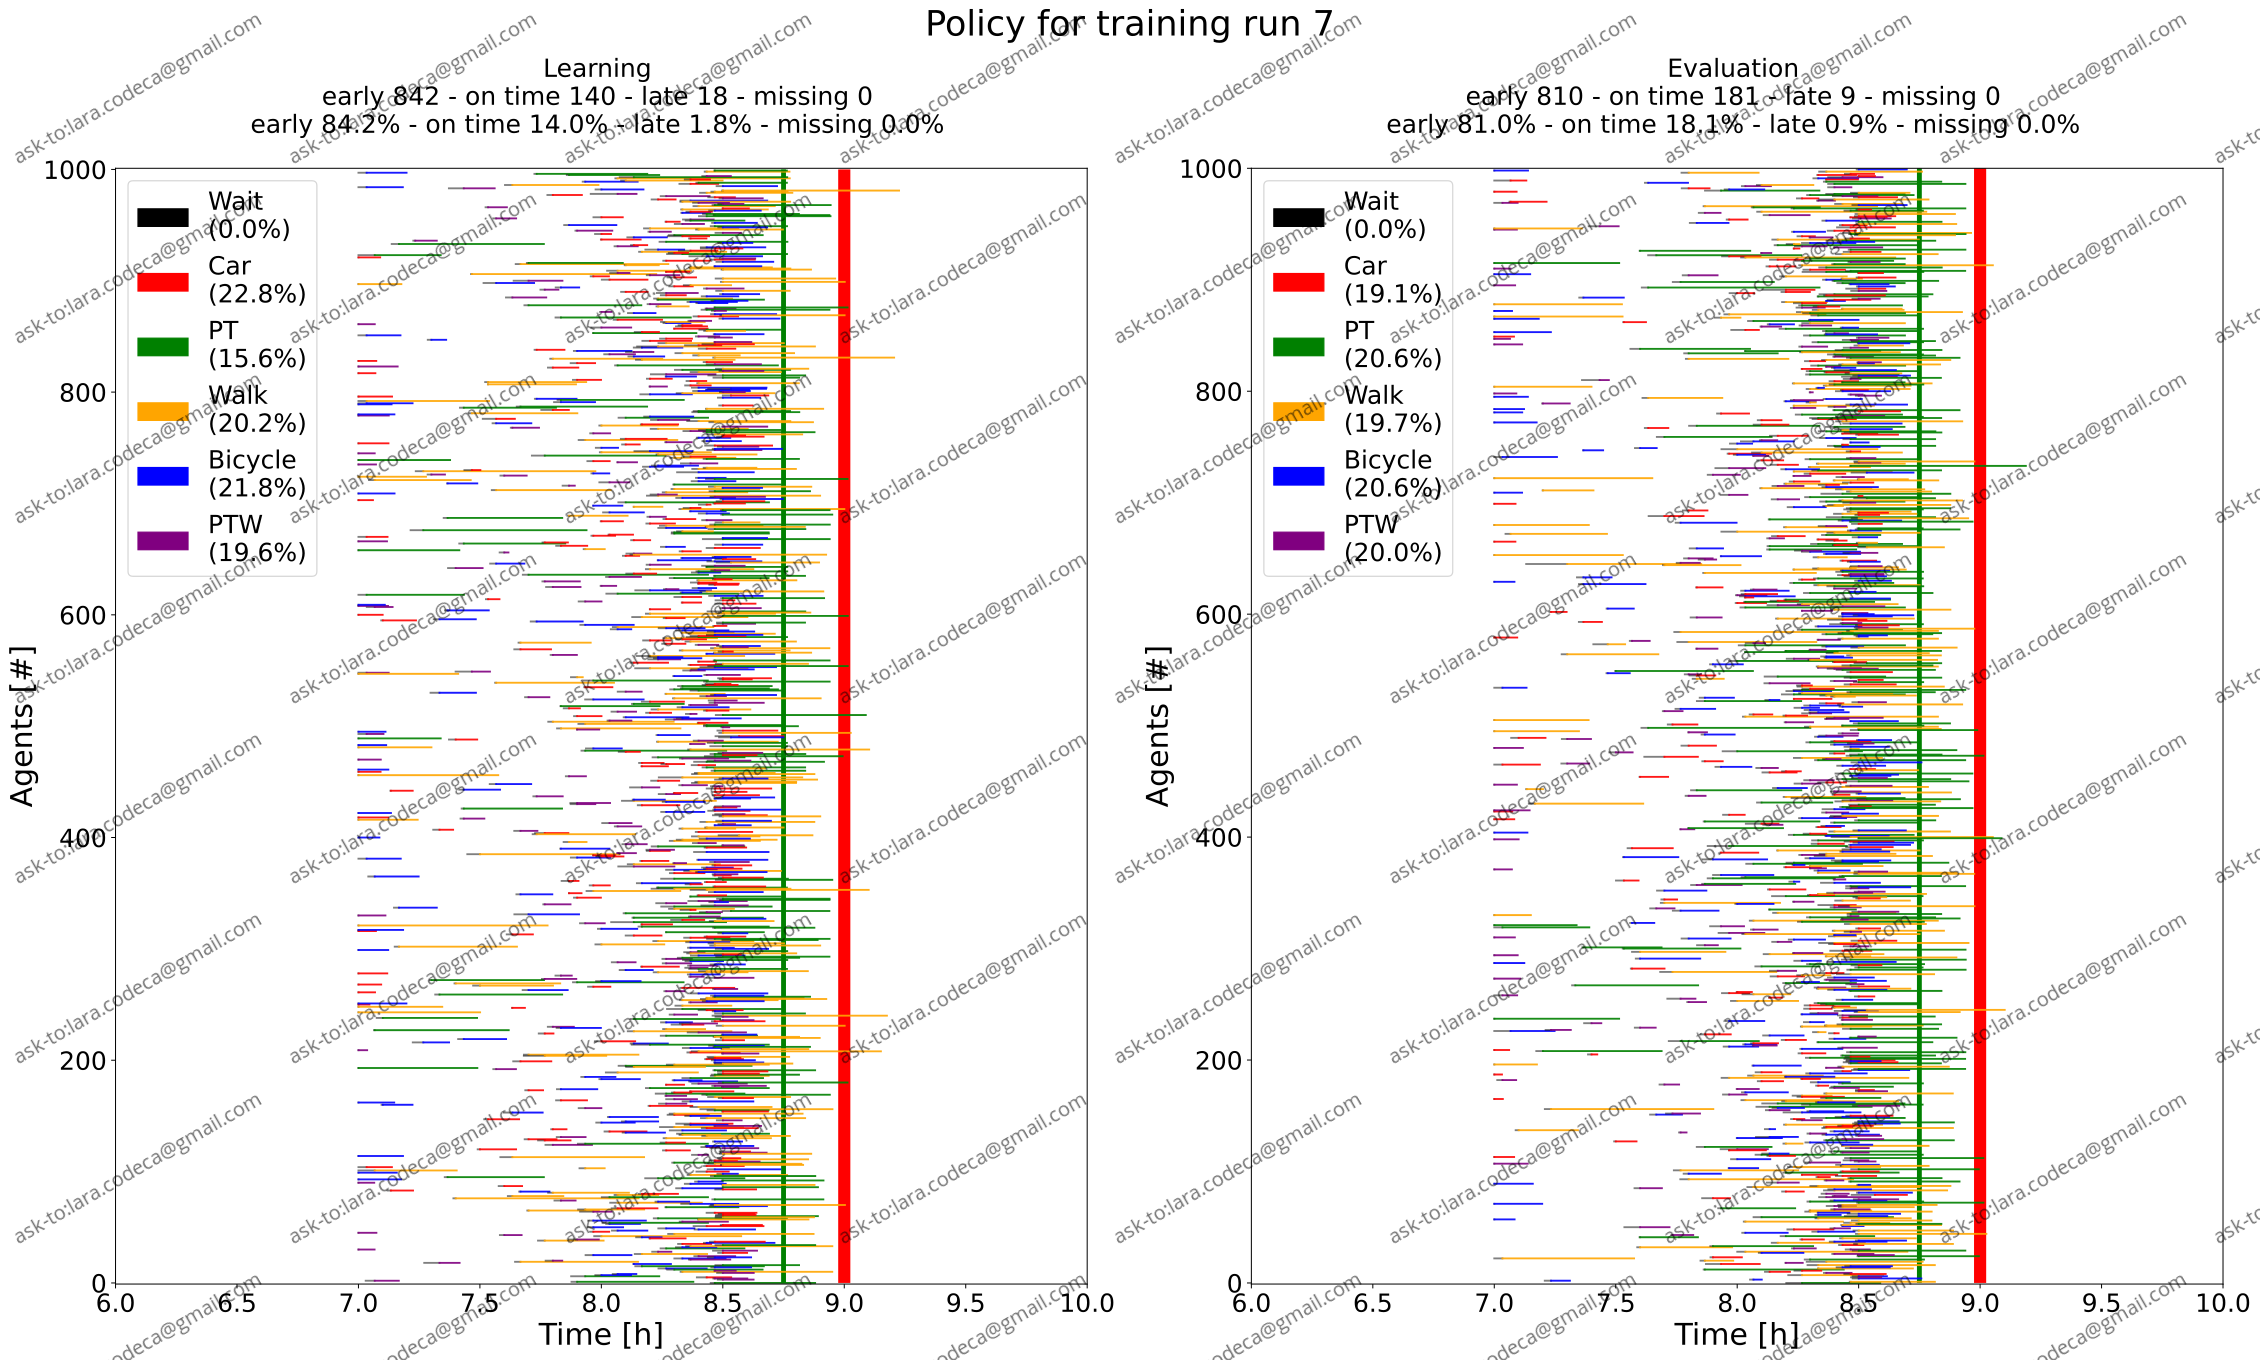 Policy for training run 7
Learning
early 842 - on time 140 - late 18 - missing 0
early 84.2% - on time 14.0% - late 1.8% - missing 0.0%
1000
800
600
400
200
0
Agents [#]
Wait
(0.0%)
Car
(22.8%)
PT
(15.6%)
Walk
(20.2%)
Bicycle
(21.8%)
PTW
(19.6%)
6.0 6.5 7.0 7.5 8.0 8.5 9.0 9.5 10.0
Time [h]
Evaluation
early 810 - on time 181 - late 9 - missing 0
early 81.0% - on time 18.1% - late 0.9% - missing 0.0%
1000
800
600
400
200
0
Agents [#]
Wait
(0.0%)
Car
(19.1%)
PT
(20.6%)
Walk
(19.7%)
Bicycle
(20.6%)
PTW
(20.0%)
6.0 6.5 7.0 7.5 8.0 8.5 9.0 9.5 10.0
Time [h]
ask-to:lara.codeca@gmail.com